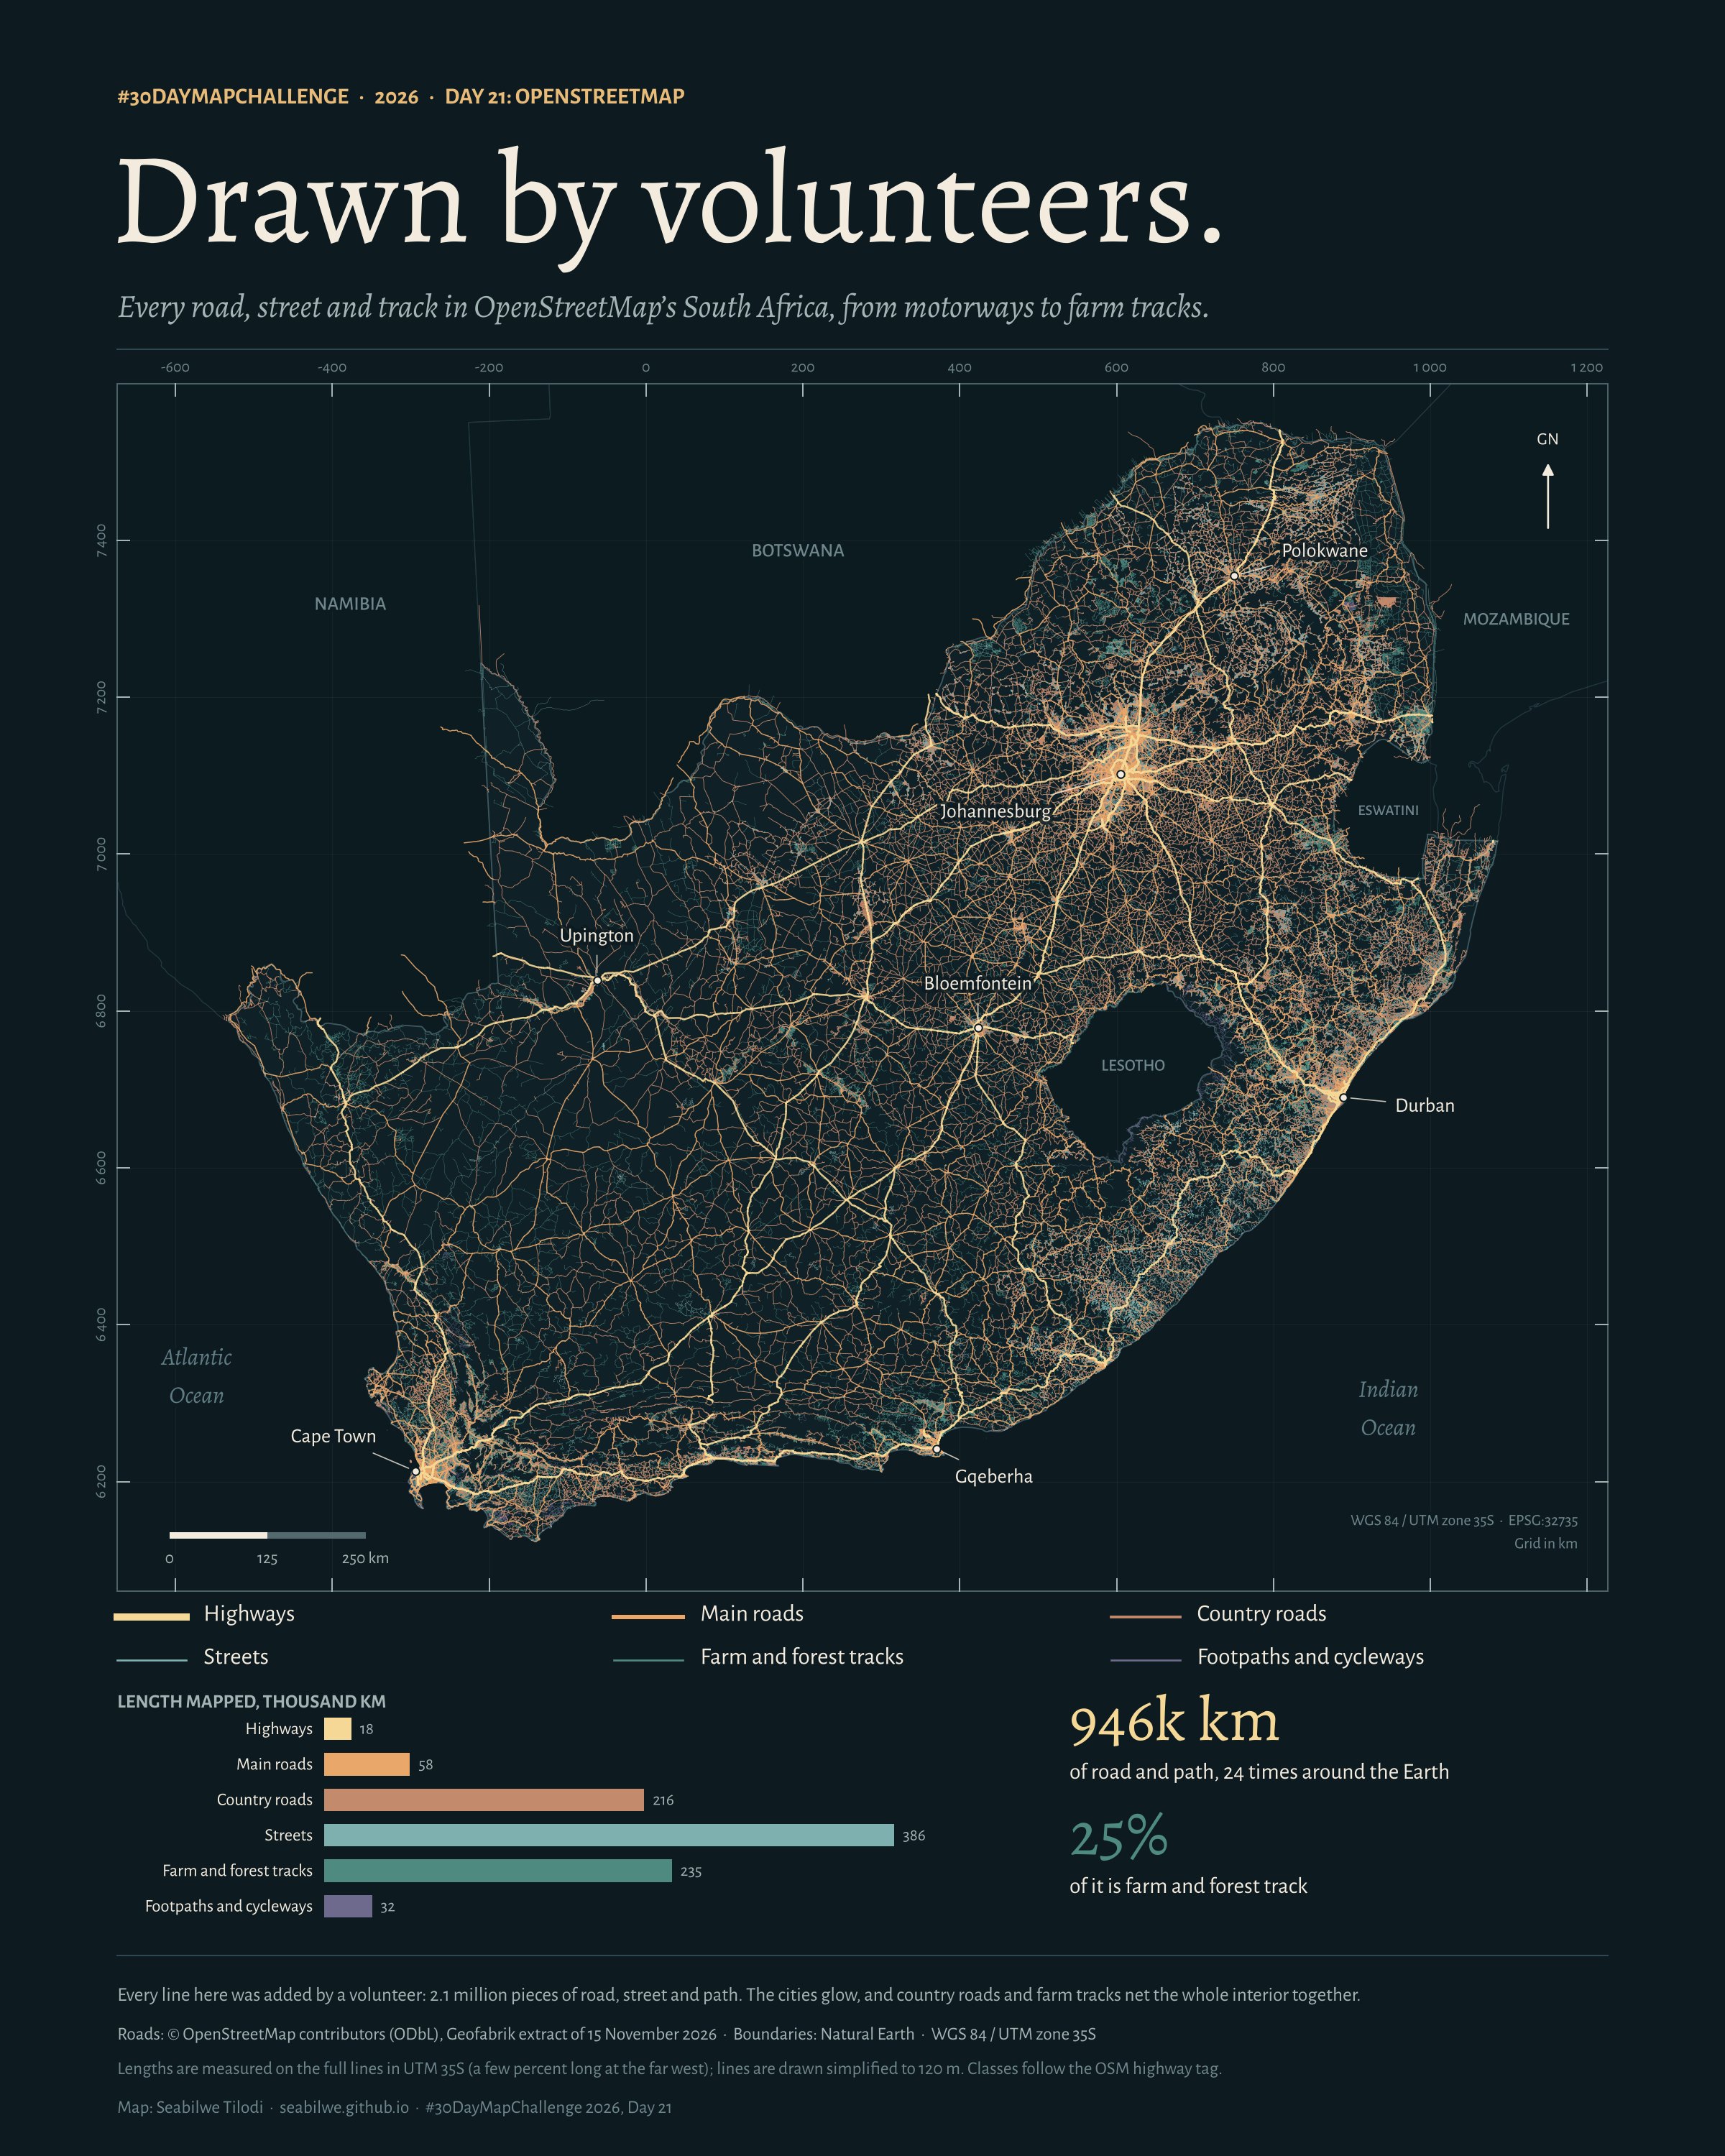 #30DAYMAPCHALLENGE · 2026 · DAY 21: OPENSTREETMAP
Drawn by volunteers.
Every road, street and track in OpenStreetMap's South Africa, from motorways to farm tracks.
-600 -400 -200 0 200 400 600 800 1 000 1 200
GN
7 400
BOTSWANA
Polokwane
NAMIBIA
MOZAMBIQUE
7 200
Johannesburg
ESWATINI
7 000
Upington
Bloemfontein
6 800
LESOTHO
Durban
6 600
6 400
Atlantic
Ocean
Indian
Ocean
Cape Town
Gqeberha
6 200
WGS 84 / UTM zone 35S · EPSG:32735
Grid in km
0 125 250 km
Highways Main roads Country roads
Streets Farm and forest tracks Footpaths and cycleways
LENGTH MAPPED, THOUSAND KM
Highways 18
Main roads 58
Country roads 216
Streets 386
Farm and forest tracks 235
Footpaths and cycleways 32
946k km
of road and path, 24 times around the Earth
25%
of it is farm and forest track
Every line here was added by a volunteer: 2.1 million pieces of road, street and path. The cities glow, and country roads and farm tracks net the whole interior together.
Roads: © OpenStreetMap contributors (ODbL), Geofabrik extract of 15 November 2026 · Boundaries: Natural Earth · WGS 84 / UTM zone 35S
Lengths are measured on the full lines in UTM 35S (a few percent long at the far west); lines are drawn simplified to 120 m. Classes follow the OSM highway tag.
Map: Seabilwe Tilodi · seabilwe.github.io · #30DayMapChallenge 2026, Day 21